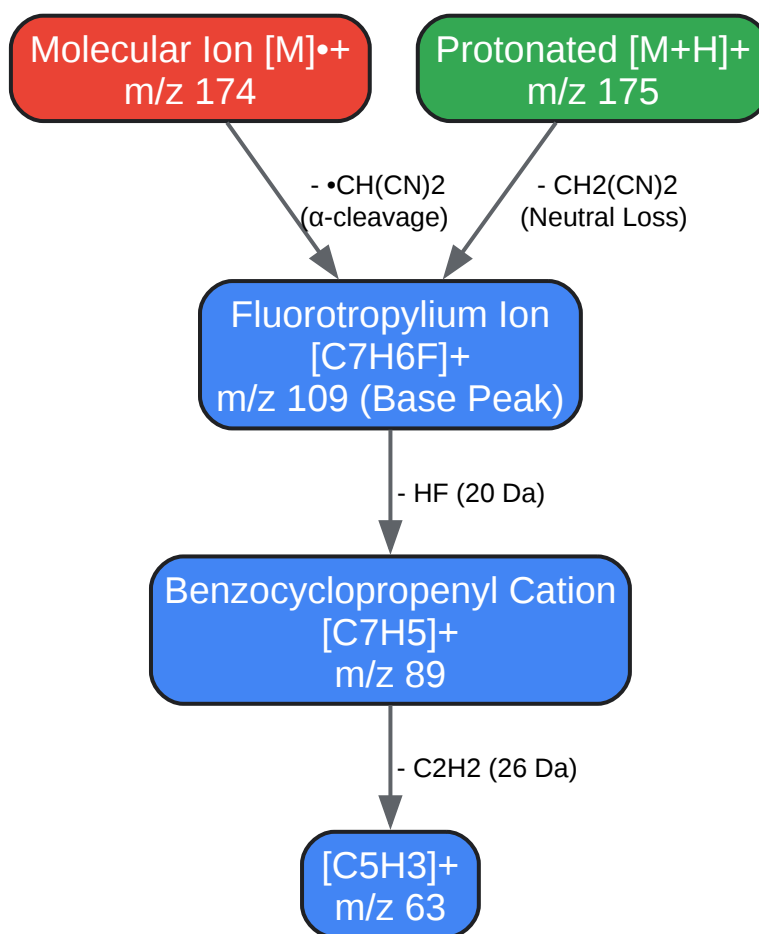 Molecular Ion [M]•+
m/z 174
Protonated [M+H]+
m/z 175
- •CH(CN)2
(α-cleavage)
- CH2(CN)2
(Neutral Loss)
Fluorotropylium Ion
[C7H6F]+
m/z 109 (Base Peak)
- HF (20 Da)
Benzocyclopropenyl Cation
[C7H5]+
m/z 89
- C2H2 (26 Da)
[C5H3]+
m/z 63